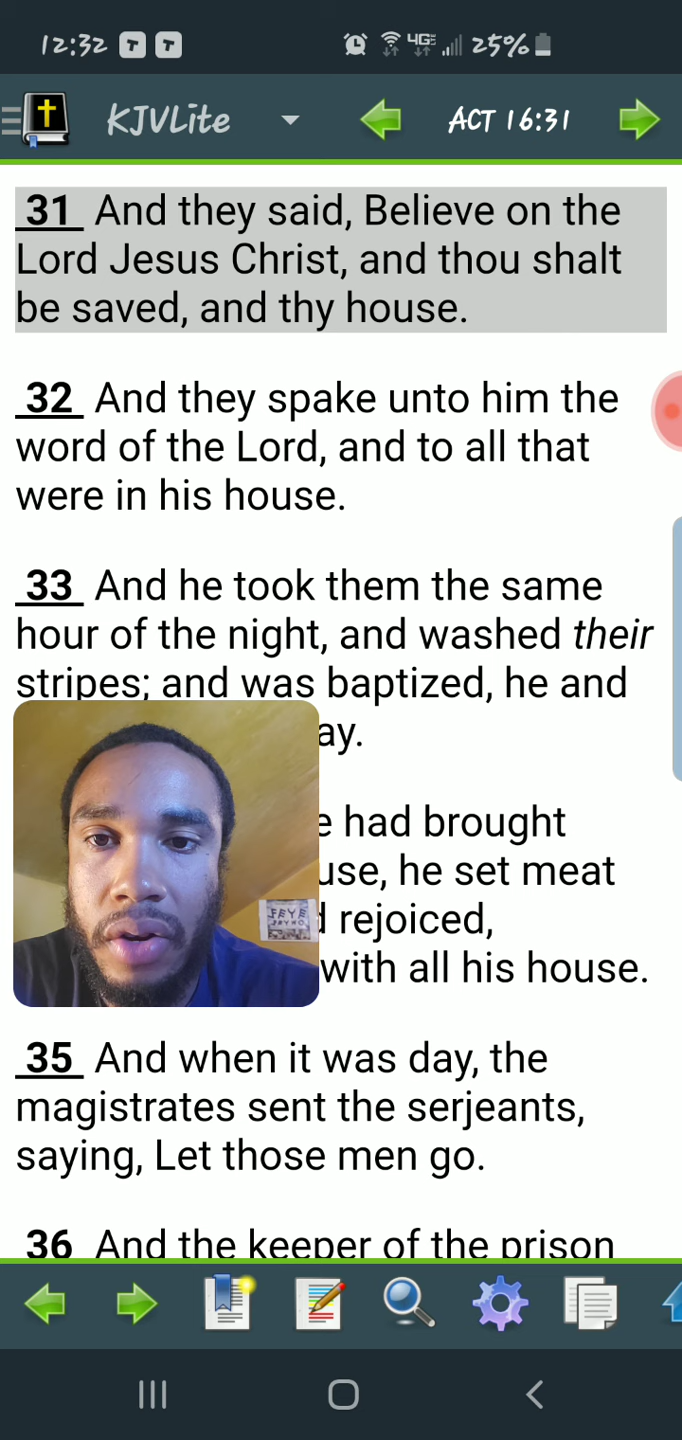 12:32 T T 4GE 25%
KJVLite ACT 16:31
31 And they said, Believe on the
Lord Jesus Christ, and thou shalt
be saved, and thy house.
32 And they spake unto him the
word of the Lord, and to all that
were in his house.
33 And he took them the same
hour of the night, and washed their
stripes; and was baptized, he and
ay.
e had brought
use, he set meat
d rejoiced,
with all his house.
35 And when it was day, the
magistrates sent the serjeants,
saying, Let those men go.
36 And the keeper of the prison